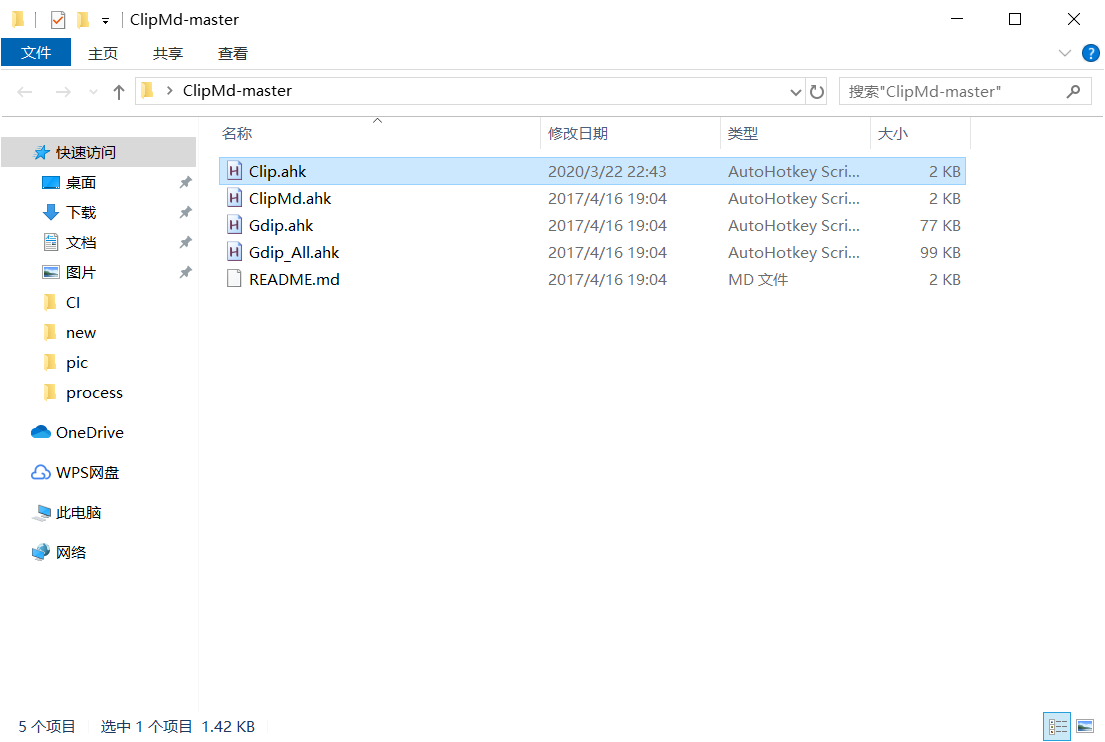 ClipMd-master
文件 主页 共享 查看
ClipMd-master 搜索"ClipMd-master"
名称 修改日期 类型 大小
快速访问
桌面
下载
文档
图片
CI
new
pic
process
OneDrive
WPS网盘
此电脑
网络
Clip.ahk 2020/3/22 22:43 AutoHotkey Scri... 2 KB
ClipMd.ahk 2017/4/16 19:04 AutoHotkey Scri... 2 KB
Gdip.ahk 2017/4/16 19:04 AutoHotkey Scri... 77 KB
Gdip_All.ahk 2017/4/16 19:04 AutoHotkey Scri... 99 KB
README.md 2017/4/16 19:04 MD 文件 2 KB
5 个项目 选中 1 个项目 1.42 KB